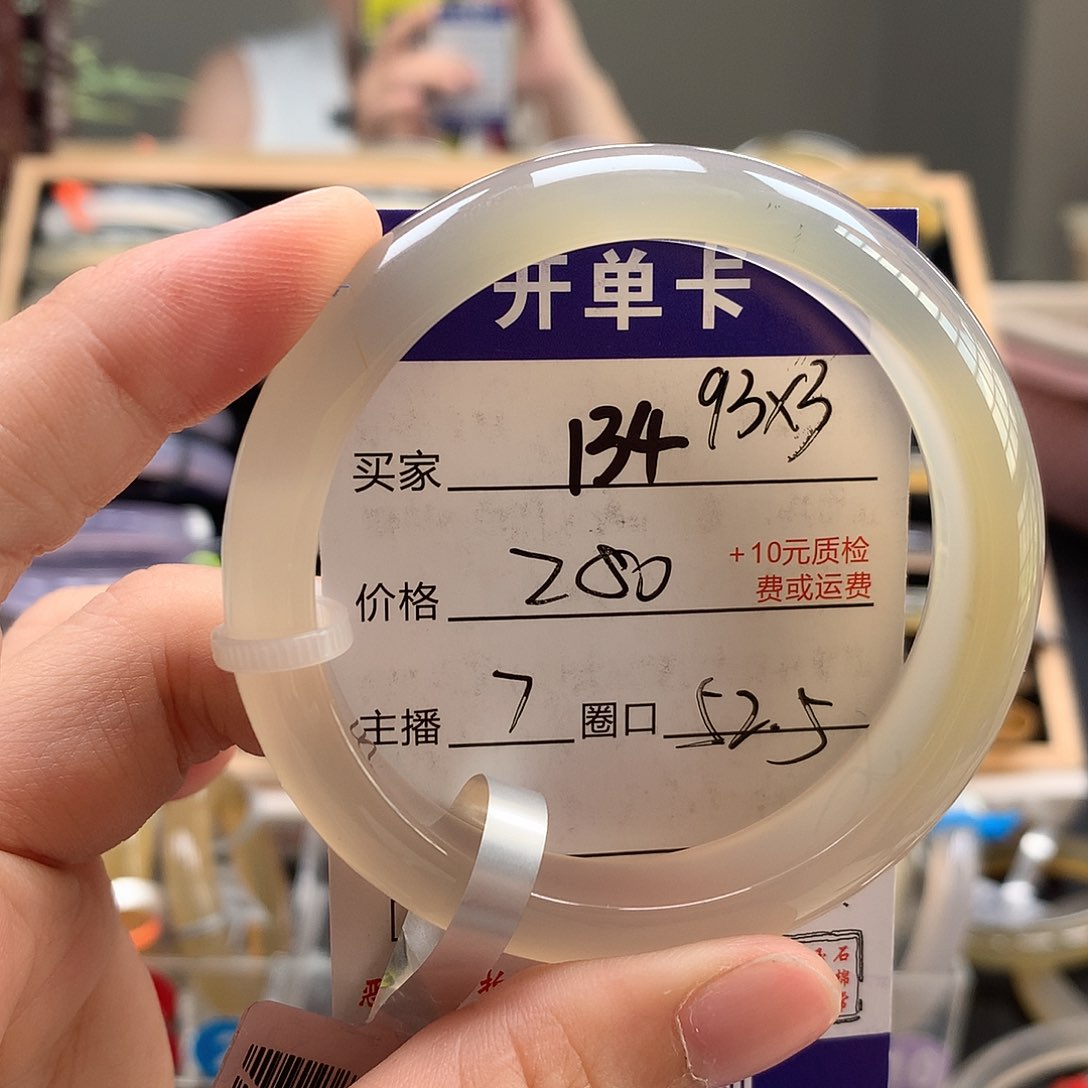 开单卡
93x3
买家 134
价格 280 +10元质检
费或运费
主播 7 圈口 52.5